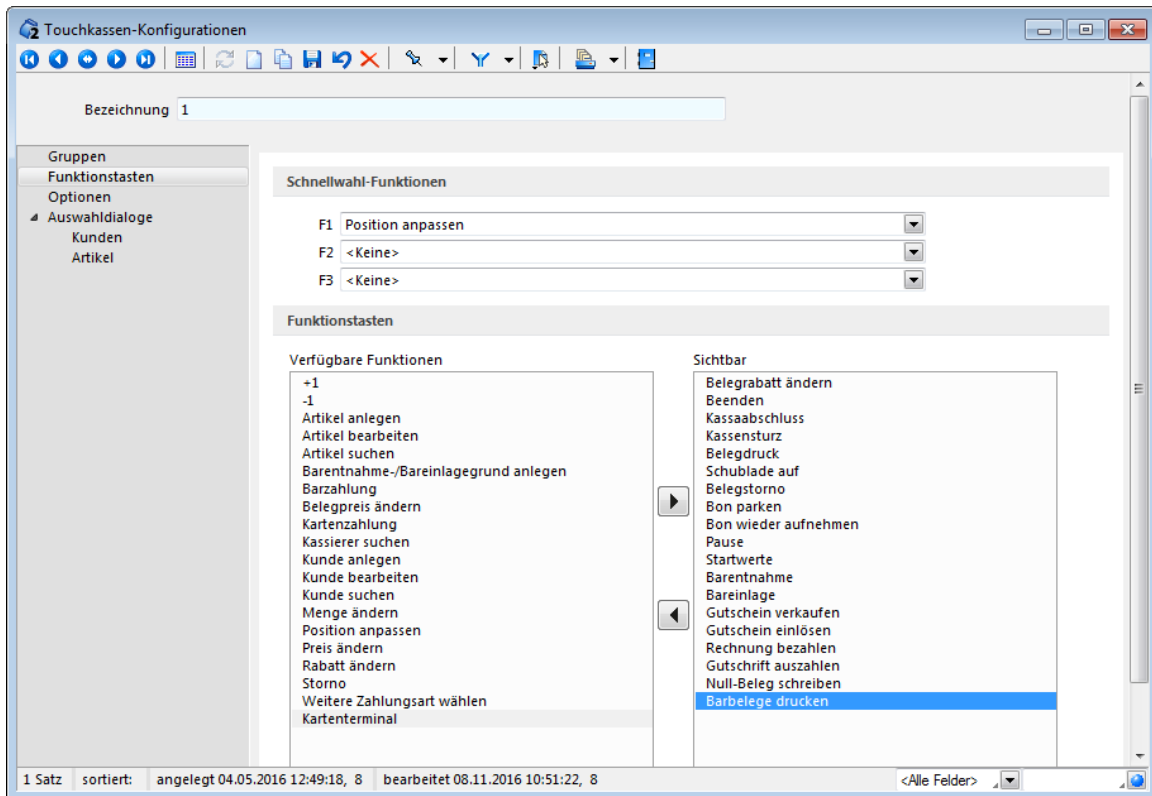 Touchkassen-Konfigurationen
Bezeichnung 1
Gruppen
Funktionstasten
Optionen
Auswahldialoge
Kunden
Artikel
Schnellwahl-Funktionen
F1 Position anpassen
F2 <Keine>
F3 <Keine>
Funktionstasten
Verfügbare Funktionen
+1
-1
Artikel anlegen
Artikel bearbeiten
Artikel suchen
Barentnahme-/Bareinlagegrund anlegen
Barzahlung
Belegpreis ändern
Kartenzahlung
Kassierer suchen
Kunde anlegen
Kunde bearbeiten
Kunde suchen
Menge ändern
Position anpassen
Preis ändern
Rabatt ändern
Storno
Weitere Zahlungsart wählen
Kartenterminal
Sichtbar
Belegrabatt ändern
Beenden
Kassaabschluss
Kassensturz
Belegdruck
Schublade auf
Belegstorno
Bon parken
Bon wieder aufnehmen
Pause
Startwerte
Barentnahme
Bareinlage
Gutschein verkaufen
Gutschein einlösen
Rechnung bezahlen
Gutschrift auszahlen
Null-Beleg schreiben
Barbelege drucken
1 Satz sortiert: angelegt 04.05.2016 12:49:18, 8 bearbeitet 08.11.2016 10:51:22, 8 <Alle Felder>